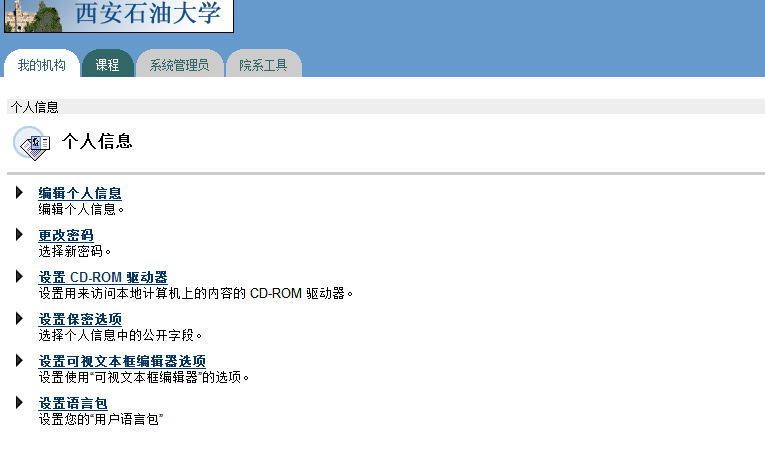 西安石油大学
我的机构 课程 系统管理员 院系工具
个人信息
个人信息
编辑个人信息
编辑个人信息。
更改密码
选择新密码。
设置 CD-ROM 驱动器
设置用来访问本地计算机上的内容的 CD-ROM 驱动器。
设置保密选项
选择个人信息中的公开字段。
设置可视文本框编辑器选项
设置使用“可视文本框编辑器”的选项。
设置语言包
设置您的“用户语言包”